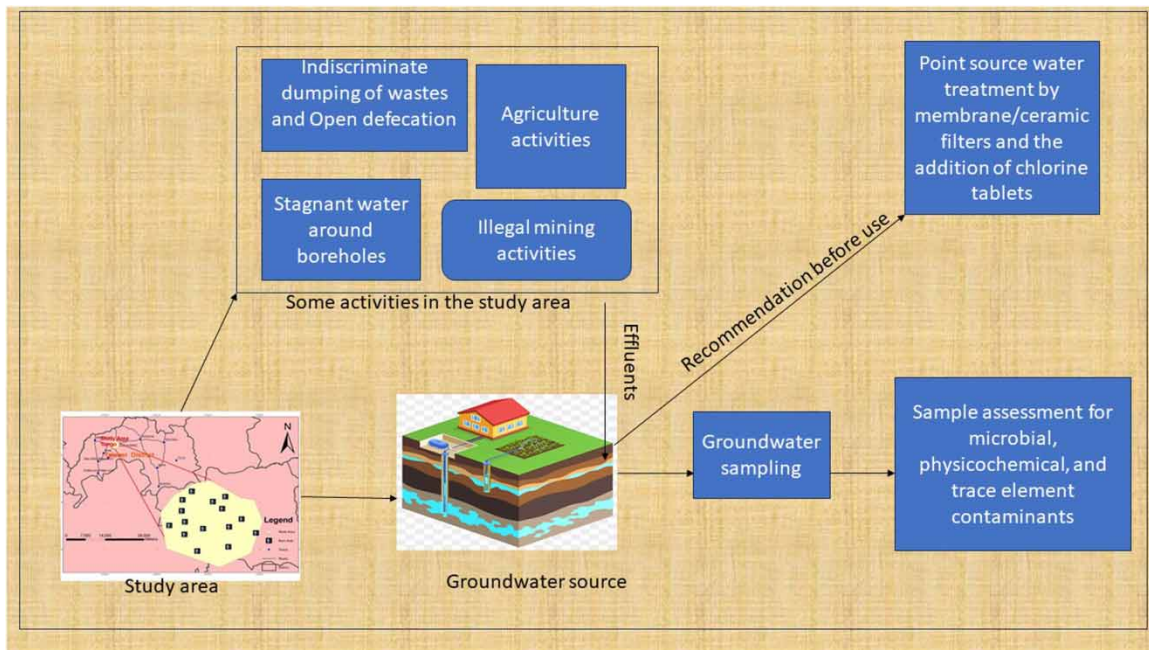 Indiscriminate
dumping of wastes
and Open defecation
Agriculture
activities
Stagnant water
around
boreholes
Illegal mining
activities
Some activities in the study area
Point source water
treatment by
membrane/ceramic
filters and the
addition of chlorine
tablets
Recommendation before use
Effluents
N
Legend
Study area
Groundwater source
Groundwater
sampling
Sample assessment for
microbial,
physicochemical, and
trace element
contaminants